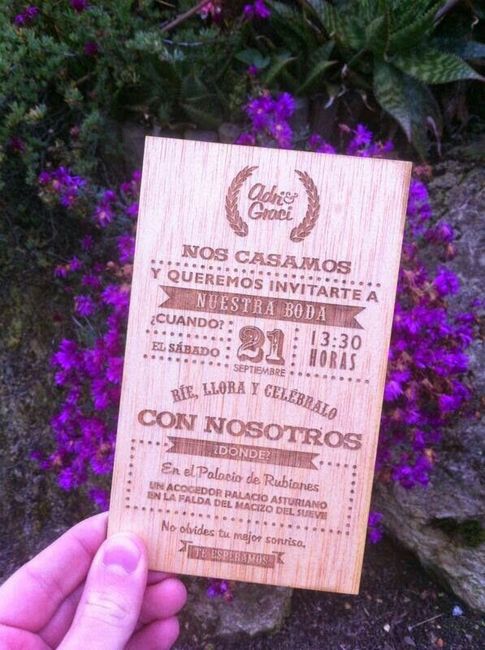 Adri &
Graci
NOS CASAMOS
Y QUEREMOS INVITARTE A
NUESTRA BODA
¿CUANDO?
EL SÁBADO
21
SEPTIEMBRE
13:30
HORAS
RÍE, LLORA Y CELÉBRALO
CON NOSOTROS
¿DONDE?
En el Palacio de Rubianes
UN ACOGEDOR PALACIO ASTURIANO
EN LA FALDA DEL MACIZO DEL SUEVE
No olvides tu mejor sonrisa,
TE ESPERAMOS